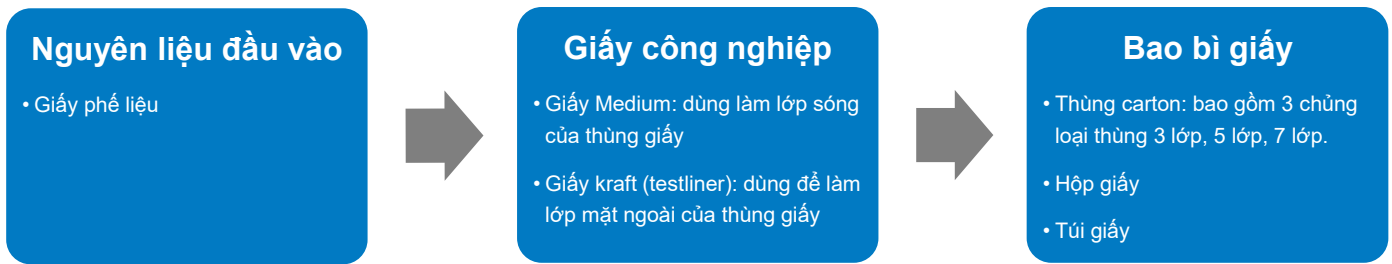 Nguyên liệu đầu vào
• Giấy phế liệu
Giấy công nghiệp
• Giấy Medium: dùng làm lớp sóng
của thùng giấy
• Giấy kraft (testliner): dùng để làm
lớp mặt ngoài của thùng giấy
Bao bì giấy
• Thùng carton: bao gồm 3 chủng
loại thùng 3 lớp, 5 lớp, 7 lớp.
• Hộp giấy
• Túi giấy